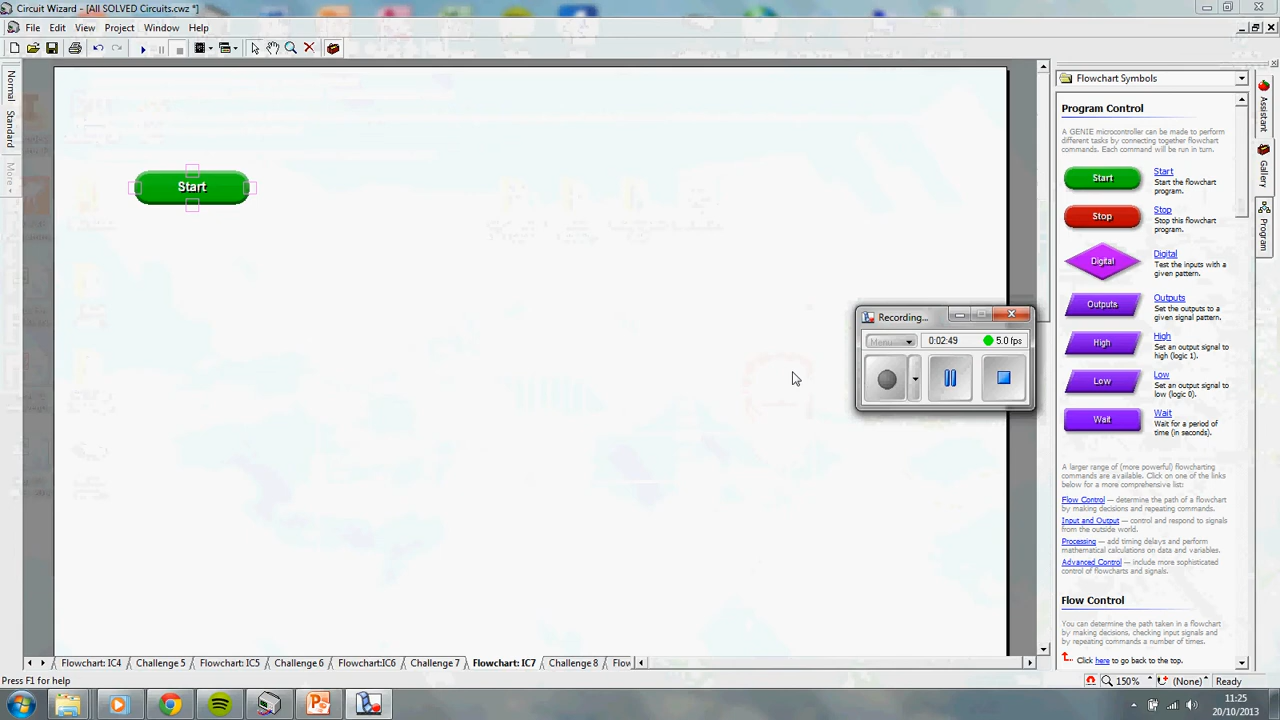 Circuit Wizard - [All SOLVED Circuits.cwz *]
File Edit View Project Window Help
Normal
Standard
More
Start
Flowchart Symbols
Program Control
A GENIE microcontroller can be made to perform
different tasks by connecting together flowchart
commands. Each command will be run in turn.
Start
Start
Start the flowchart
program.
Stop
Stop
Stop this flowchart
program.
Digital
Digital
Test the inputs with a
given pattern.
Outputs
Outputs
Set the outputs to a
given signal pattern.
High
High
Set an output signal to
high (logic 1).
Low
Low
Set an output signal to
low (logic 0).
Wait
Wait
Wait for a period of
time (in seconds).
A larger range of (more powerful) flowcharting
commands are available. Click on one of the links
below for a more comprehensive list:
Flow Control — determine the path of a flowchart
by making decisions and repeating commands.
Input and Output — control and respond to signals
from the outside world.
Processing — add timing delays and perform
mathematical calculations on data and variables.
Advanced Control — include more sophisticated
control of flowcharts and signals.
Flow Control
You can determine the path taken in a flowchart
by making decisions, checking input signals and
by repeating commands a number of times.
Click here to go back to the top.
Assistant
Gallery
Program
Recording...
Menu
0:02:49 5.0 fps
Flowchart: IC4 Challenge 5 Flowchart: IC5 Challenge 6 Flowchart:IC6 Challenge 7 Flowchart: IC7 Challenge 8 Flow
Press F1 for help
150% (None) Ready
11:25
20/10/2013